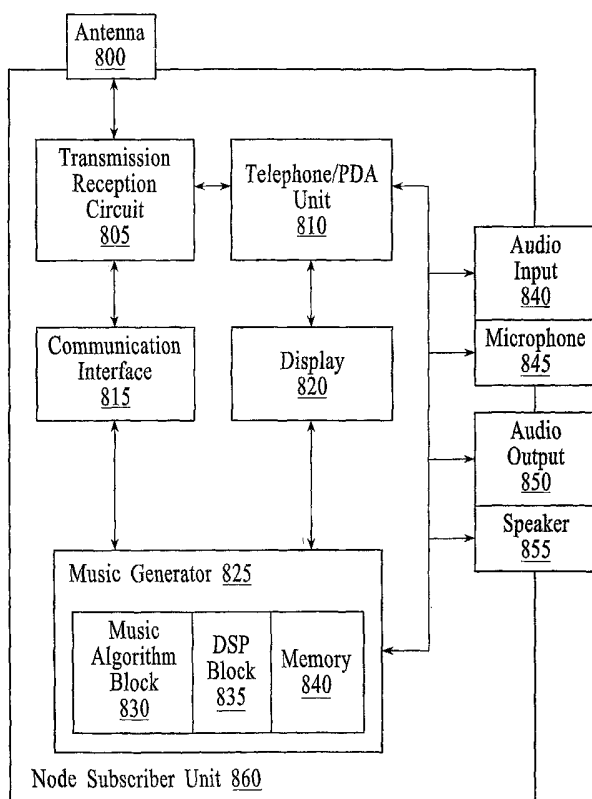 Antenna
800
Transmission
Reception
Circuit
805
Telephone/PDA
Unit
810
Audio
Input
840
Microphone
845
Communication
Interface
815
Display
820
Audio
Output
850
Speaker
855
Music Generator 825
Music
Algorithm
Block
830
DSP
Block
835
Memory
840
Node Subscriber Unit 860